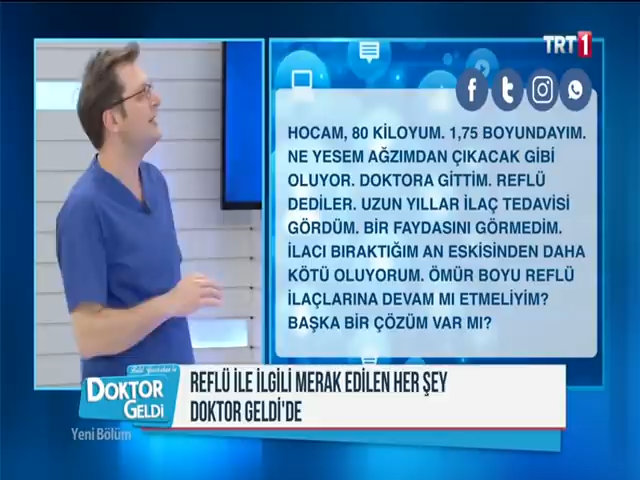 TRT 1
HOCAM, 80 KİLOYUM. 1,75 BOYUNDAYIM.
NE YESEM AĞZIMDAN ÇIKACAK GİBİ
OLUYOR. DOKTORA GİTTİM. REFLÜ
DEDİLER. UZUN YILLAR İLAÇ TEDAVİSİ
GÖRDÜM. BİR FAYDASINI GÖRMEDİM.
İLACI BIRAKTIĞIM AN ESKİSİNDEN DAHA
KÖTÜ OLUYORUM. ÖMÜR BOYU REFLÜ
İLAÇLARINA DEVAM MI ETMELİYİM?
BAŞKA BİR ÇÖZÜM VAR MI?
DOKTOR
GELDİ
REFLÜ İLE İLGİLİ MERAK EDİLEN HER ŞEY
DOKTOR GELDİ'DE
Yeni Bölüm